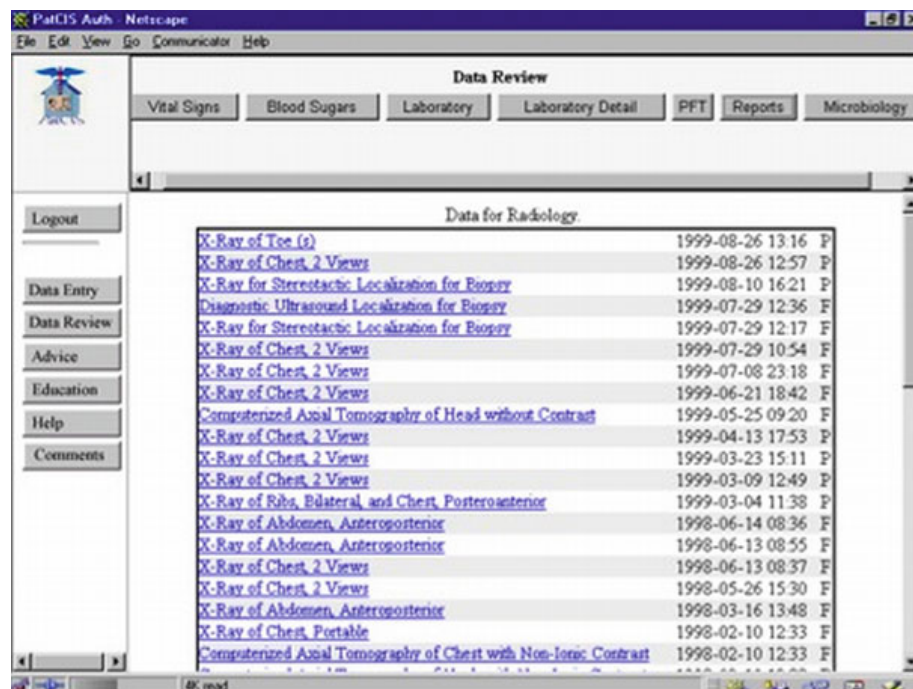 PatCIS Auth - Netscape
File Edit View Go Communicator Help
Data Review
Vital Signs Blood Sugars Laboratory Laboratory Detail PFT Reports Microbiology
Logout
Data Entry
Data Review
Advice
Education
Help
Comments
Data for Radiology.
X-Ray of Toe (s) 1999-08-26 13:16 P
X-Ray of Chest, 2 Views 1999-08-26 12:57 P
X-Ray for Stereotactic Localization for Biopsy 1999-08-10 16:21 P
Diagnostic Ultrasound Localization for Biopsy 1999-07-29 12:36 F
X-Ray for Stereotactic Localization for Biopsy 1999-07-29 12:17 F
X-Ray of Chest, 2 Views 1999-07-29 10:54 F
X-Ray of Chest, 2 Views 1999-07-08 23:18 F
X-Ray of Chest, 2 Views 1999-06-21 18:42 F
Computerized Axial Tomography of Head without Contrast 1999-05-25 09:20 F
X-Ray of Chest, 2 Views 1999-04-13 17:53 P
X-Ray of Chest, 2 Views 1999-03-23 15:11 P
X-Ray of Chest, 2 Views 1999-03-09 12:49 P
X-Ray of Ribs, Bilateral, and Chest, Posteroanterior 1999-03-04 11:38 P
X-Ray of Abdomen, Anteroposterior 1998-06-14 08:36 F
X-Ray of Abdomen, Anteroposterior 1998-06-13 08:55 F
X-Ray of Chest, 2 Views 1998-06-13 08:37 F
X-Ray of Chest, 2 Views 1998-05-26 15:30 F
X-Ray of Abdomen, Anteroposterior 1998-03-16 13:48 F
X-Ray of Chest, Portable 1998-02-10 12:33 F
Computerized Axial Tomography of Chest with Non-Ionic Contrast 1998-02-10 12:33 F
4K read